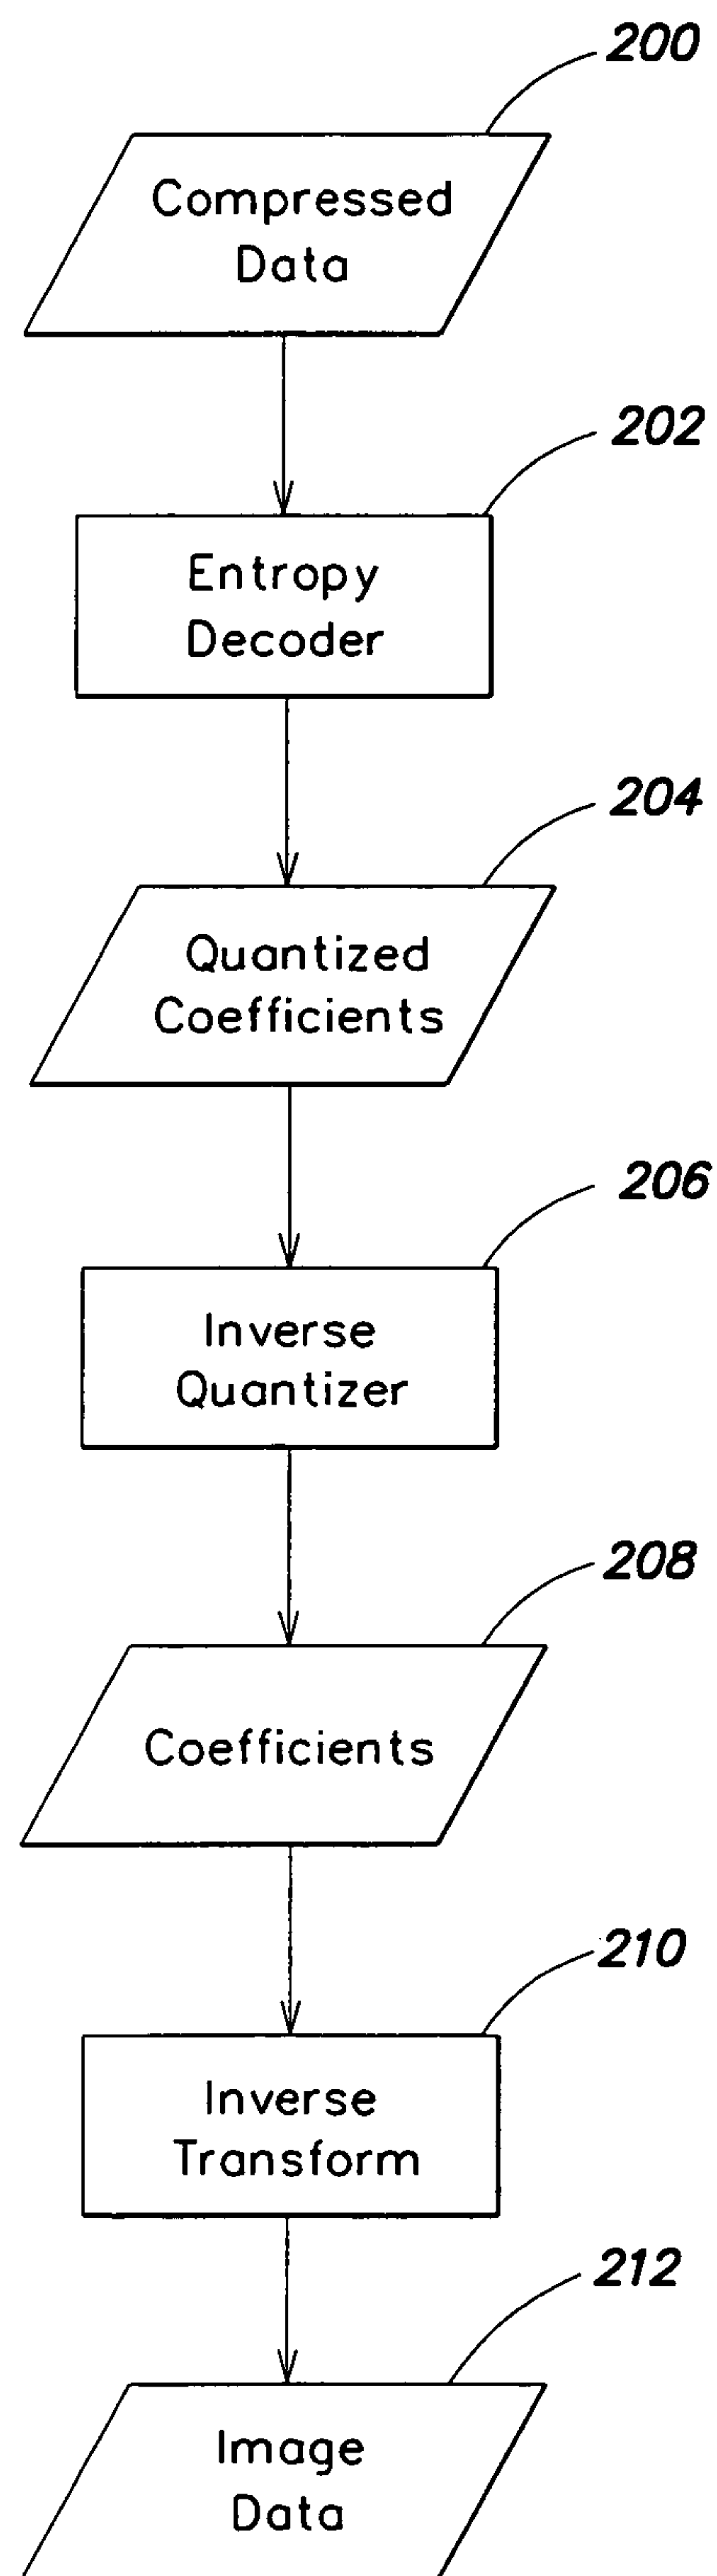 200
Compressed
Data
202
Entropy
Decoder
204
Quantized
Coefficients
206
Inverse
Quantizer
208
Coefficients
210
Inverse
Transform
212
Image
Data